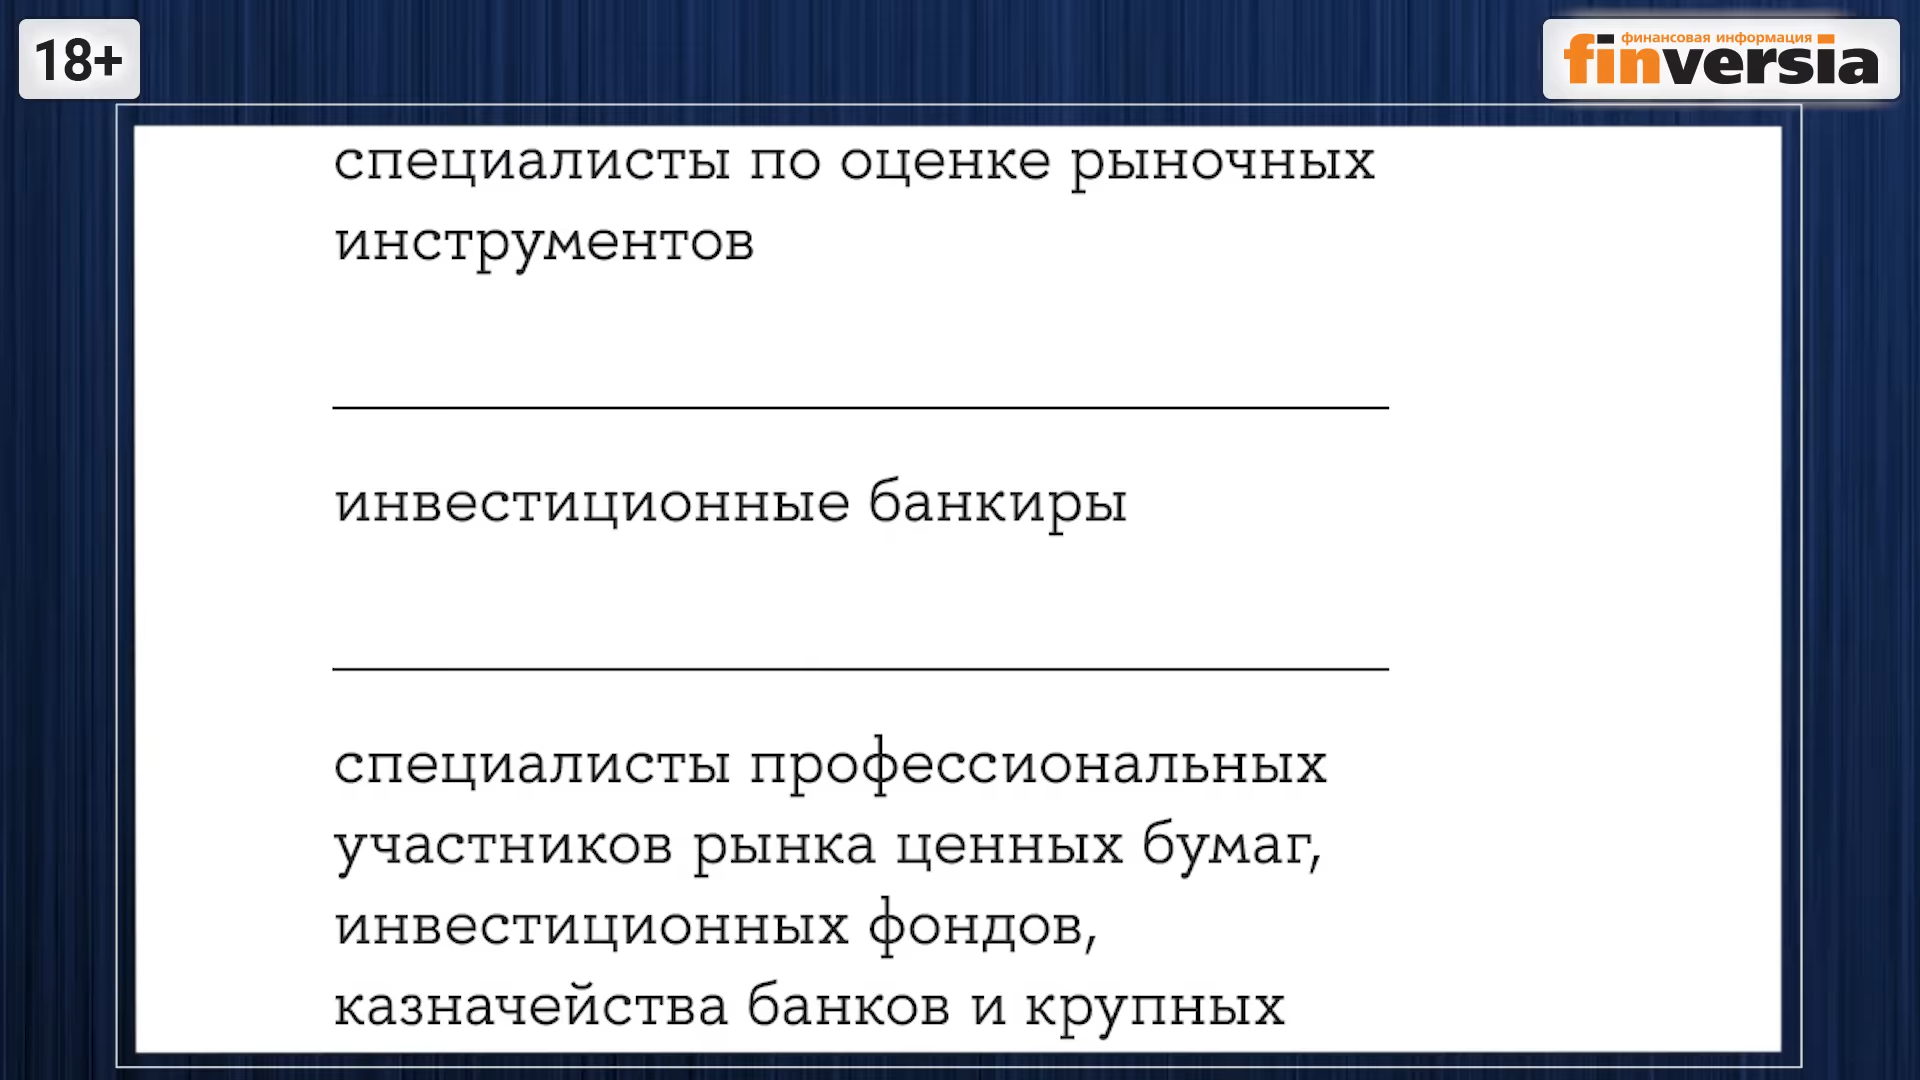 18+
финансовая информация
finversia
специалисты по оценке рыночных
инструментов
инвестиционные банкиры
специалисты профессиональных
участников рынка ценных бумаг,
инвестиционных фондов,
казначейства банков и крупных